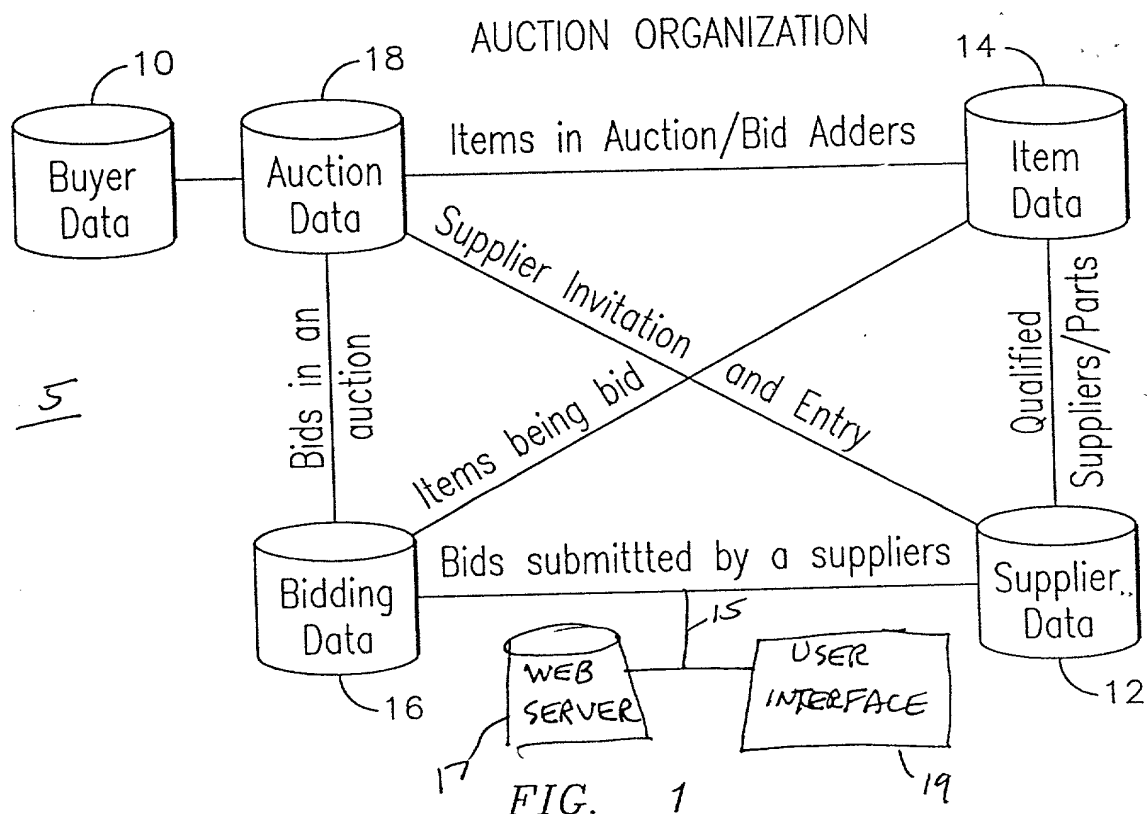 AUCTION ORGANIZATION
10
18
14
Buyer
Data
Auction
Data
Items in Auction/Bid Adders
Item
Data
Supplier Invitation and Entry
Bids in an
auction
Items being bid
Qualified
Suppliers/Parts
5
Bidding
Data
Bids submittted by a suppliers
Supplier
Data
15
WEB
SERVER
USER
INTERFACE
16
12
17
19
FIG. 1